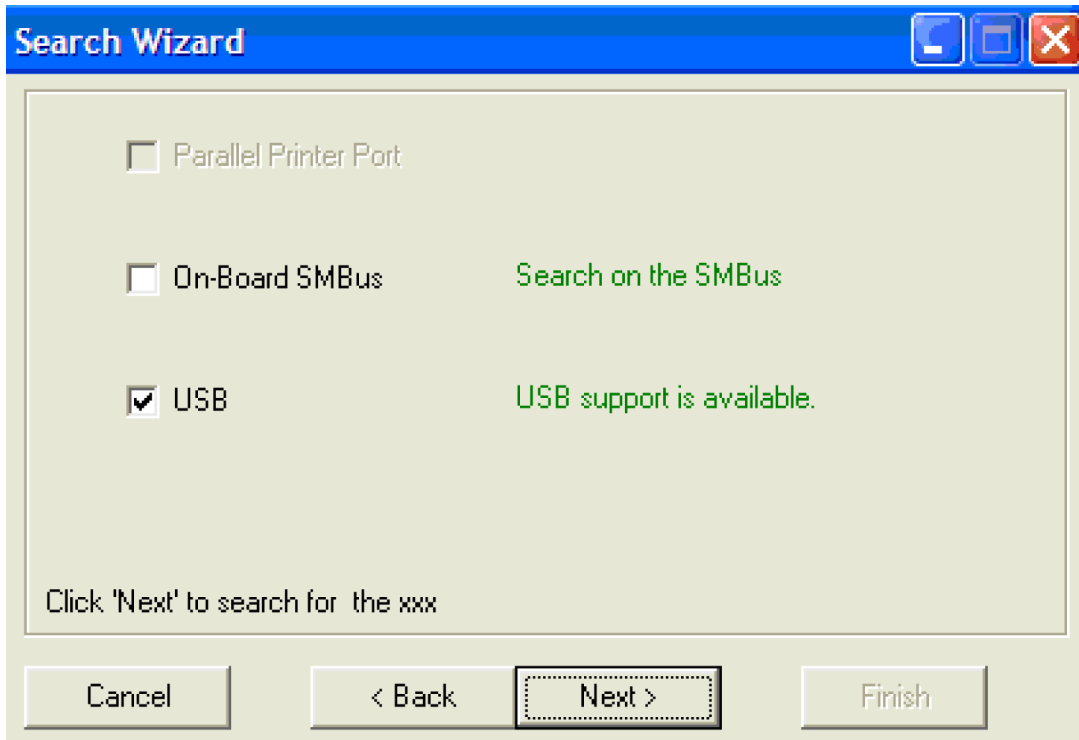 Search Wizard
Parallel Printer Port
On-Board SMBus
Search on the SMBus
USB
USB support is available.
Click 'Next' to search for  the xxx
Cancel
< Back
Next >
Finish